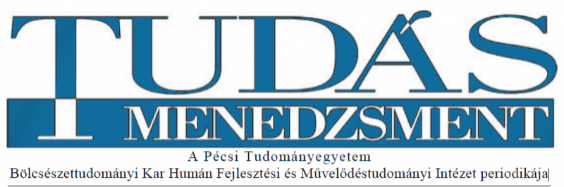 TUDÁS
MENEDZSMENT
A Pécsi Tudományegyetem
Bölcsészettudományi Kar Humán Fejlesztési és Művelődéstudományi Intézet periodikája